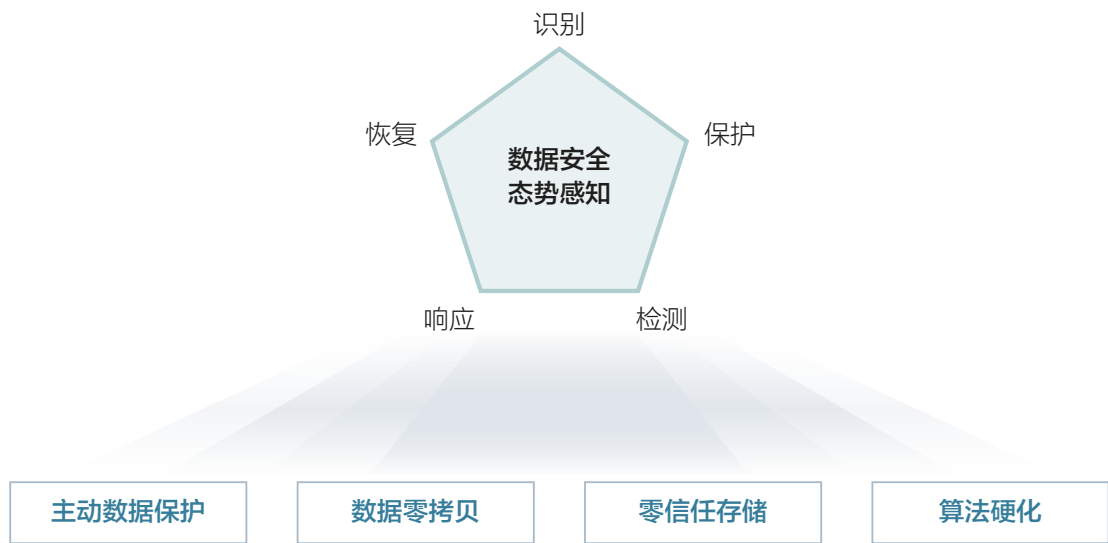 识别
恢复
保护
数据安全
态势感知
响应
检测
主动数据保护
数据零拷贝
零信任存储
算法硬化